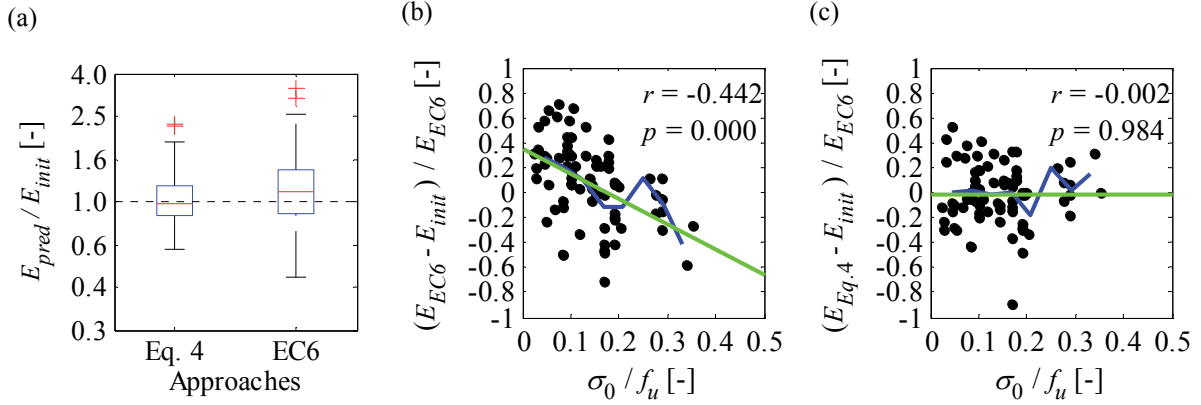 (a)
4.0
2.5
1.6
1.0
0.6
0.4
0.3
E_pred / E_init [-]
Eq. 4
EC6
Approaches
(b)
1
0.8
0.6
0.4
0.2
0
-0.2
-0.4
-0.6
-0.8
-1
(E_EC6 - E_init) / E_EC6 [-]
r = -0.442
p = 0.000
0 0.1 0.2 0.3 0.4 0.5
σ_0 / f_u [-]
(c)
1
0.8
0.6
0.4
0.2
0
-0.2
-0.4
-0.6
-0.8
-1
(E_Eq.4 - E_init) / E_EC6 [-]
r = -0.002
p = 0.984
0 0.1 0.2 0.3 0.4 0.5
σ_0 / f_u [-]